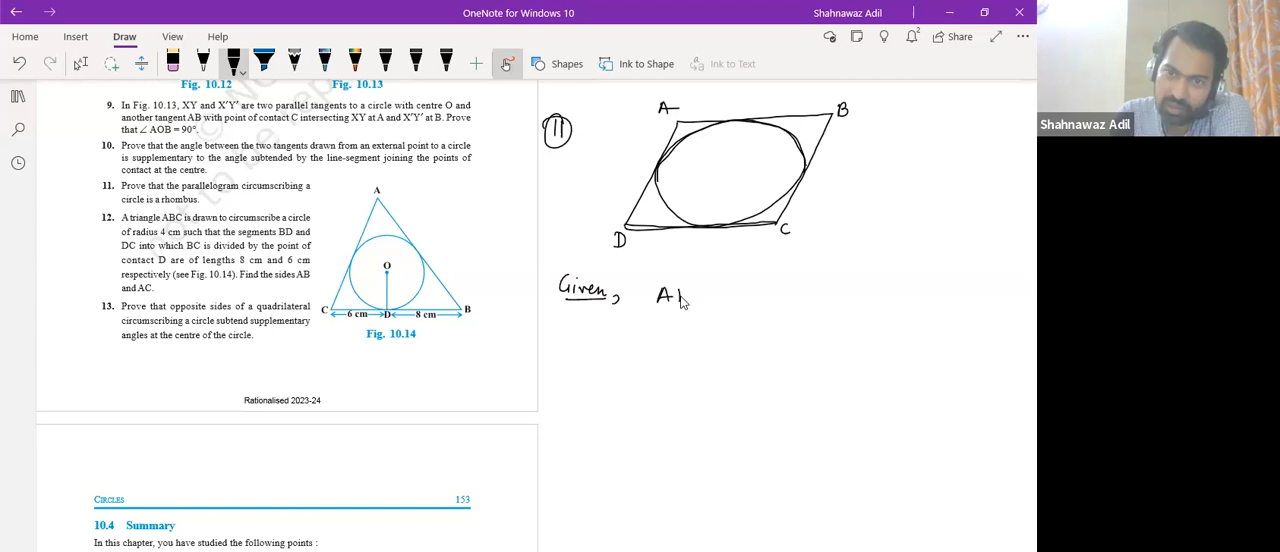 OneNote for Windows 10
Shahnawaz Adil
Home Insert Draw View Help
Share
Shapes Ink to Shape Ink to Text
Fig. 10.12 Fig. 10.13
9. In Fig. 10.13, XY and X′Y′ are two parallel tangents to a circle with centre O and
another tangent AB with point of contact C intersecting XY at A and X′Y′ at B. Prove
that ∠ AOB = 90°.
10. Prove that the angle between the two tangents drawn from an external point to a circle
is supplementary to the angle subtended by the line-segment joining the points of
contact at the centre.
11. Prove that the parallelogram circumscribing a
circle is a rhombus.
12. A triangle ABC is drawn to circumscribe a circle
of radius 4 cm such that the segments BD and
DC into which BC is divided by the point of
contact D are of lengths 8 cm and 6 cm
respectively (see Fig. 10.14). Find the sides AB
and AC.
13. Prove that opposite sides of a quadrilateral
circumscribing a circle subtend supplementary
angles at the centre of the circle.
A
O
C 6 cm D 8 cm B
Fig. 10.14
not to be
Rationalised 2023-24
CIRCLES 153
10.4 Summary
In this chapter, you have studied the following points :
11
A B
D C
Given, A
Shahnawaz Adil